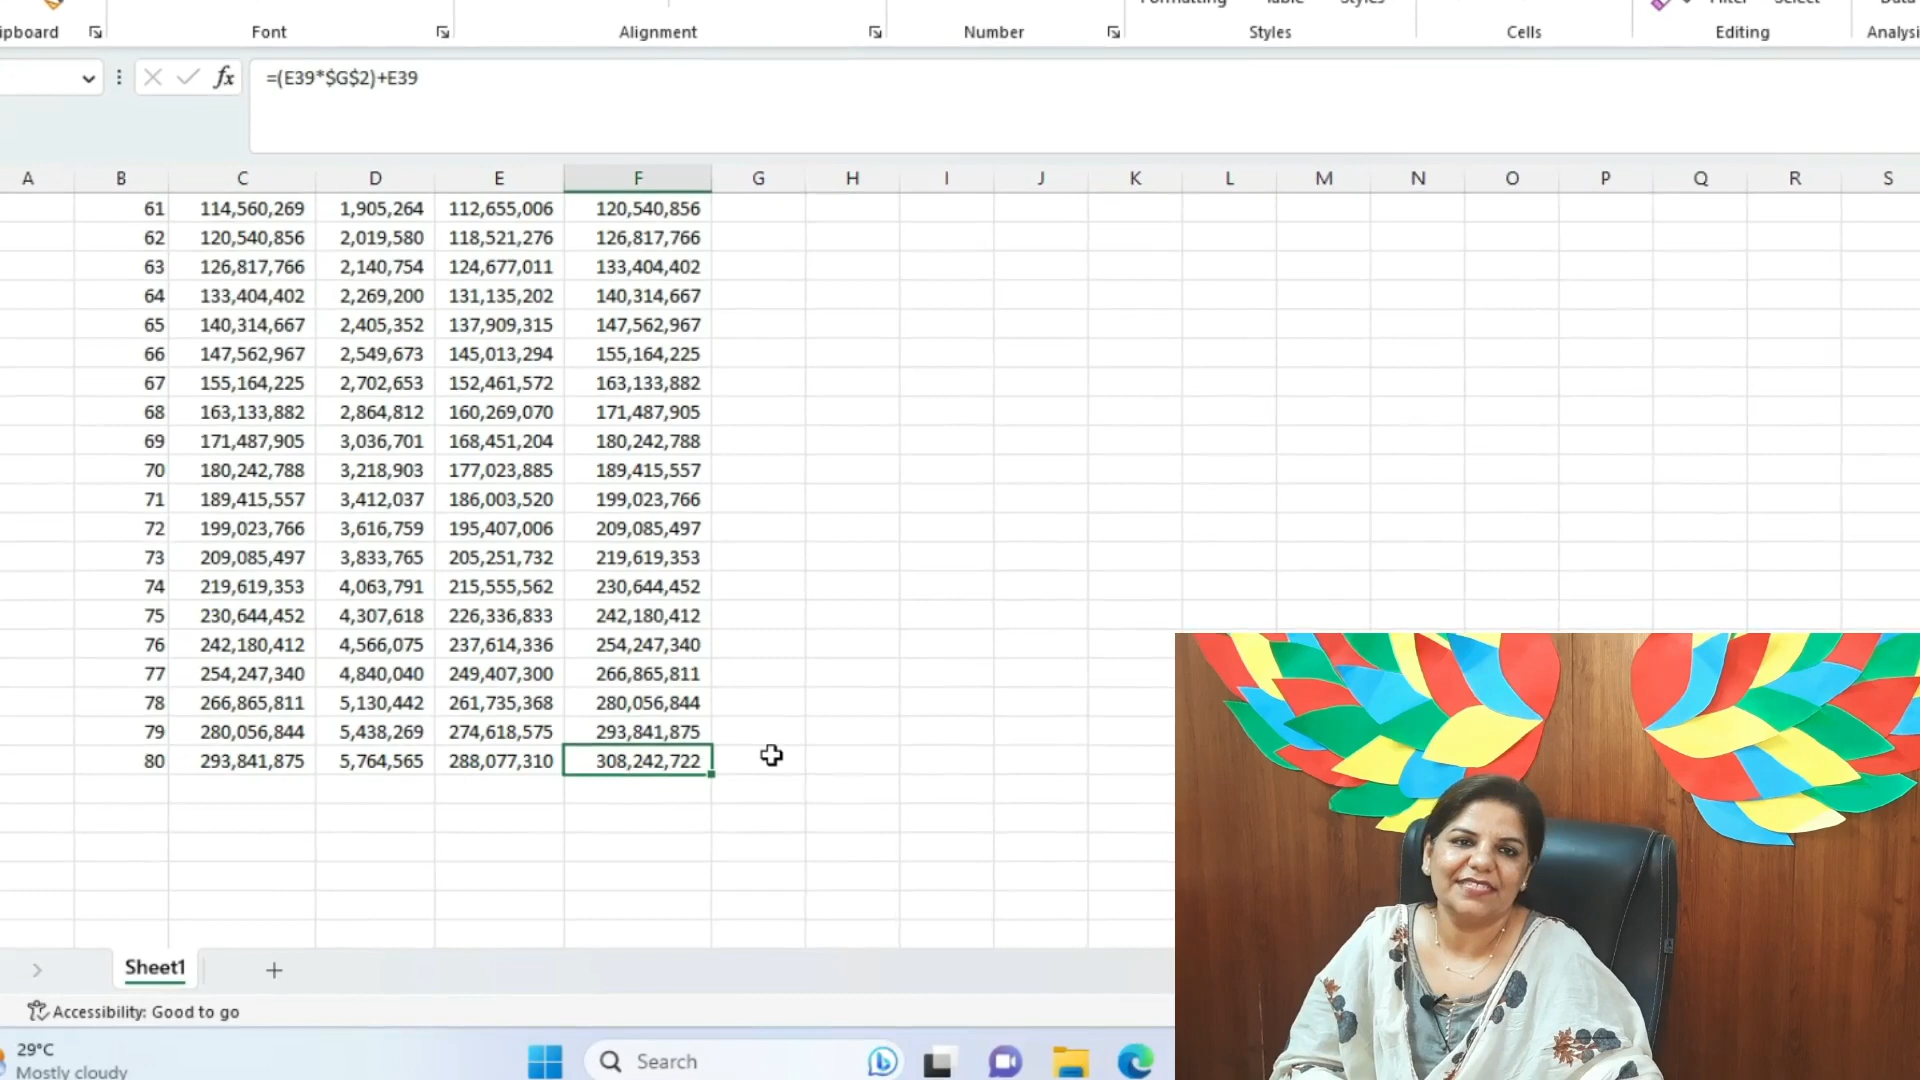 Font Alignment Number Styles Cells Editing
=(E39*$G$2)+E39
A B C D E F G H I J K L M N O P Q R S
61 114,560,269 1,905,264 112,655,006 120,540,856
62 120,540,856 2,019,580 118,521,276 126,817,766
63 126,817,766 2,140,754 124,677,011 133,404,402
64 133,404,402 2,269,200 131,135,202 140,314,667
65 140,314,667 2,405,352 137,909,315 147,562,967
66 147,562,967 2,549,673 145,013,294 155,164,225
67 155,164,225 2,702,653 152,461,572 163,133,882
68 163,133,882 2,864,812 160,269,070 171,487,905
69 171,487,905 3,036,701 168,451,204 180,242,788
70 180,242,788 3,218,903 177,023,885 189,415,557
71 189,415,557 3,412,037 186,003,520 199,023,766
72 199,023,766 3,616,759 195,407,006 209,085,497
73 209,085,497 3,833,765 205,251,732 219,619,353
74 219,619,353 4,063,791 215,555,562 230,644,452
75 230,644,452 4,307,618 226,336,833 242,180,412
76 242,180,412 4,566,075 237,614,336 254,247,340
77 254,247,340 4,840,040 249,407,300 266,865,811
78 266,865,811 5,130,442 261,735,368 280,056,844
79 280,056,844 5,438,269 274,618,575 293,841,875
80 293,841,875 5,764,565 288,077,310 308,242,722
Sheet1
Accessibility: Good to go
29°C
Mostly cloudy
Search